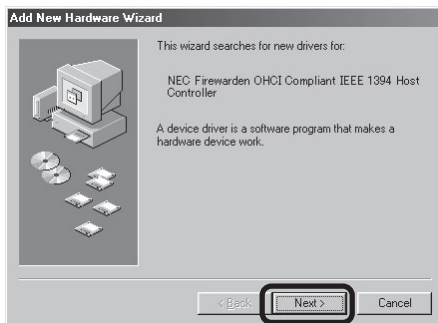 Add New Hardware Wizard
This wizard searches for new drivers for:
NEC Firewarden OHCI Compliant IEEE 1394 Host
Controller
A device driver is a software program that makes a
hardware device work.
< Back
Next >
Cancel